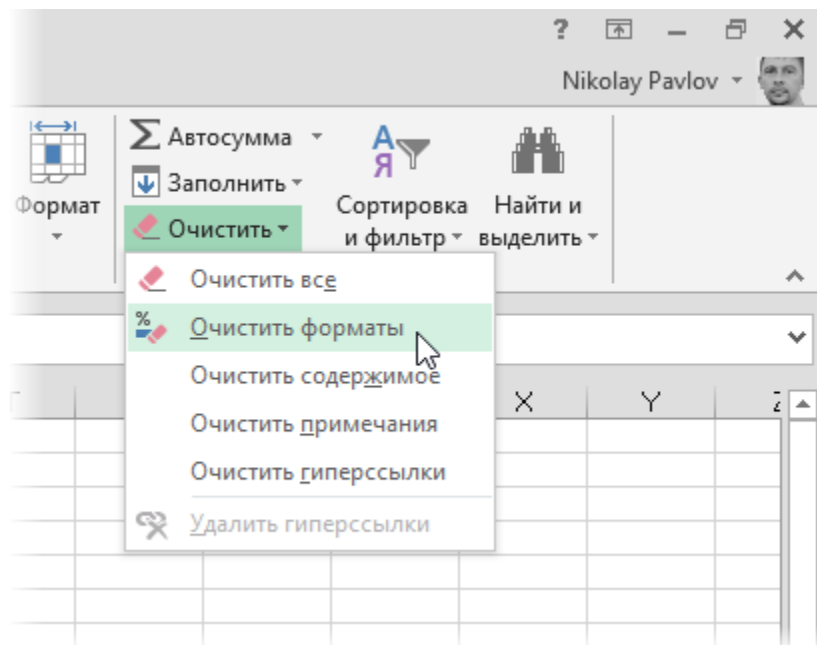 ?
Nikolay Pavlov
Σ Автосумма
Заполнить
Очистить
Формат
АЯ
Сортировка
и фильтр
Найти и
выделить
Очистить все
% Очистить форматы
Очистить содержимое
Очистить примечания
Очистить гиперссылки
Удалить гиперссылки
X Y Z